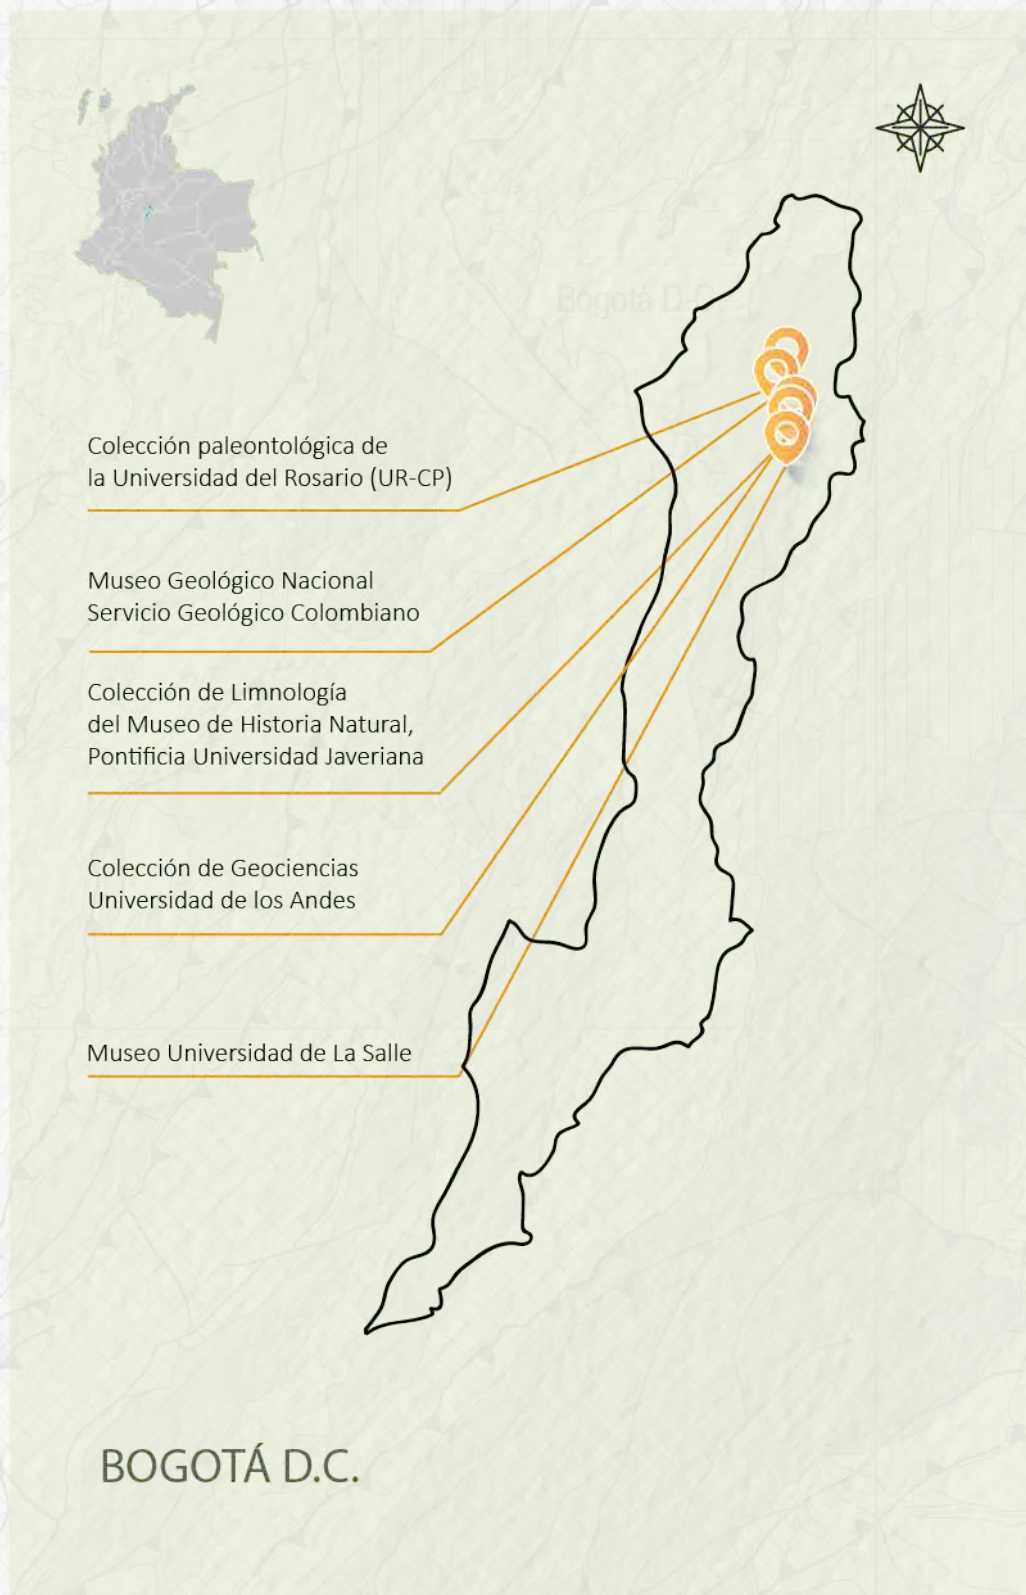 Bogotá D.C.
Colección paleontológica de
la Universidad del Rosario (UR-CP)
Museo Geológico Nacional
Servicio Geológico Colombiano
Colección de Limnología
del Museo de Historia Natural,
Pontificia Universidad Javeriana
Colección de Geociencias
Universidad de los Andes
Museo Universidad de La Salle
BOGOTÁ D.C.